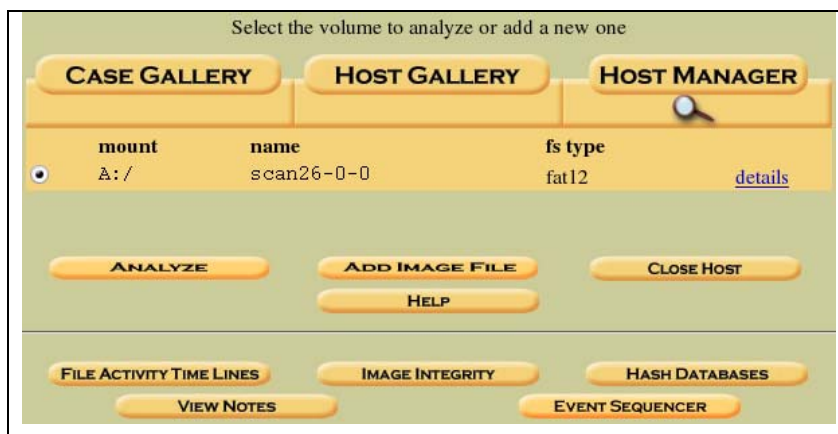 Select the volume to analyze or add a new one
CASE GALLERY HOST GALLERY HOST MANAGER
mount name fs type
A:/ scan26-0-0 fat12 details
ANALYZE ADD IMAGE FILE CLOSE HOST
HELP
FILE ACTIVITY TIME LINES IMAGE INTEGRITY HASH DATABASES
VIEW NOTES EVENT SEQUENCER